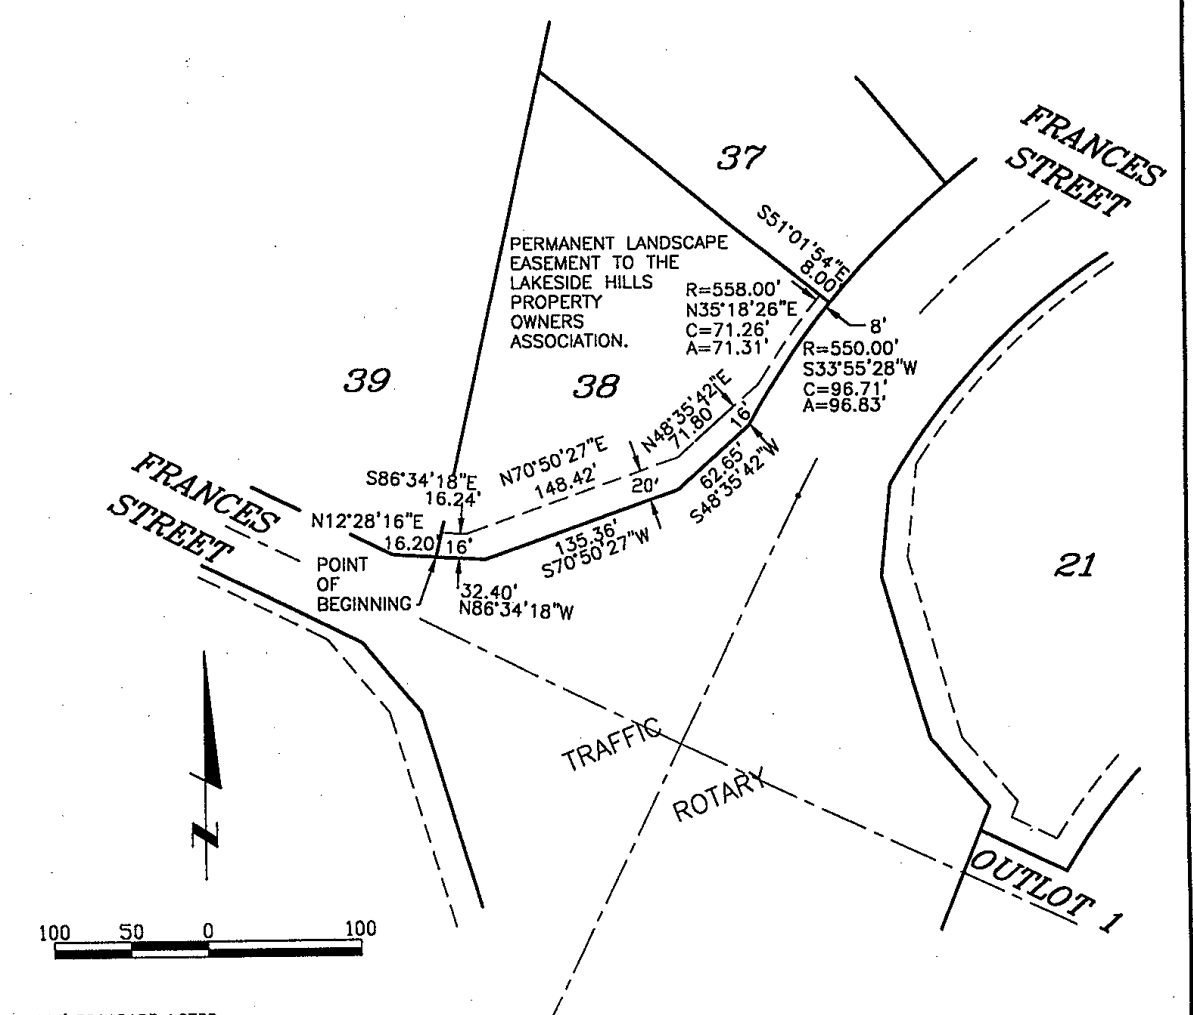 37
FRANCES
STREET
S51°01'54"E
8.00'
PERMANENT LANDSCAPE
EASEMENT TO THE
LAKESIDE HILLS
PROPERTY
OWNERS
ASSOCIATION.
R=558.00'
N35°18'26"E
C=71.26'
A=71.31'
8'
R=550.00'
S33°55'28"W
C=96.71'
A=96.83'
39
38
N48°35'42"E
71.80'
16'
62.65'
S48°35'42"W
N70°50'27"E
148.42'
20'
135.36'
S70°50'27"W
S86°34'18"E
16.24'
FRANCES
STREET
N12°28'16"E
16.20'
16'
POINT
OF
BEGINNING
32.40'
N86°34'18"W
21
TRAFFIC
ROTARY
N
OUTLOT 1
100 50 0 100